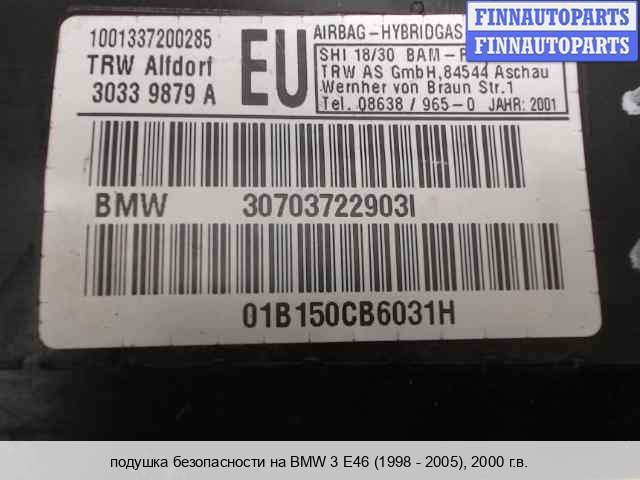 FINNAUTOPARTS
FINNAUTOPARTS
FINNAUTOPARTS
1001337200285
TRW Alfdorf
3033 9879 A
EU
AIRBAG-HYBRIDGAS
SHI 18/30 BAM-P
TRW AS GmbH,84544 Aschau
Wernher von Braun Str.1
Tel. 08638 / 965-0 JAHR: 2001
BMW 30703722903I
01B150CB6031H
подушка безопасности на BMW 3 E46 (1998 - 2005), 2000 г.в.